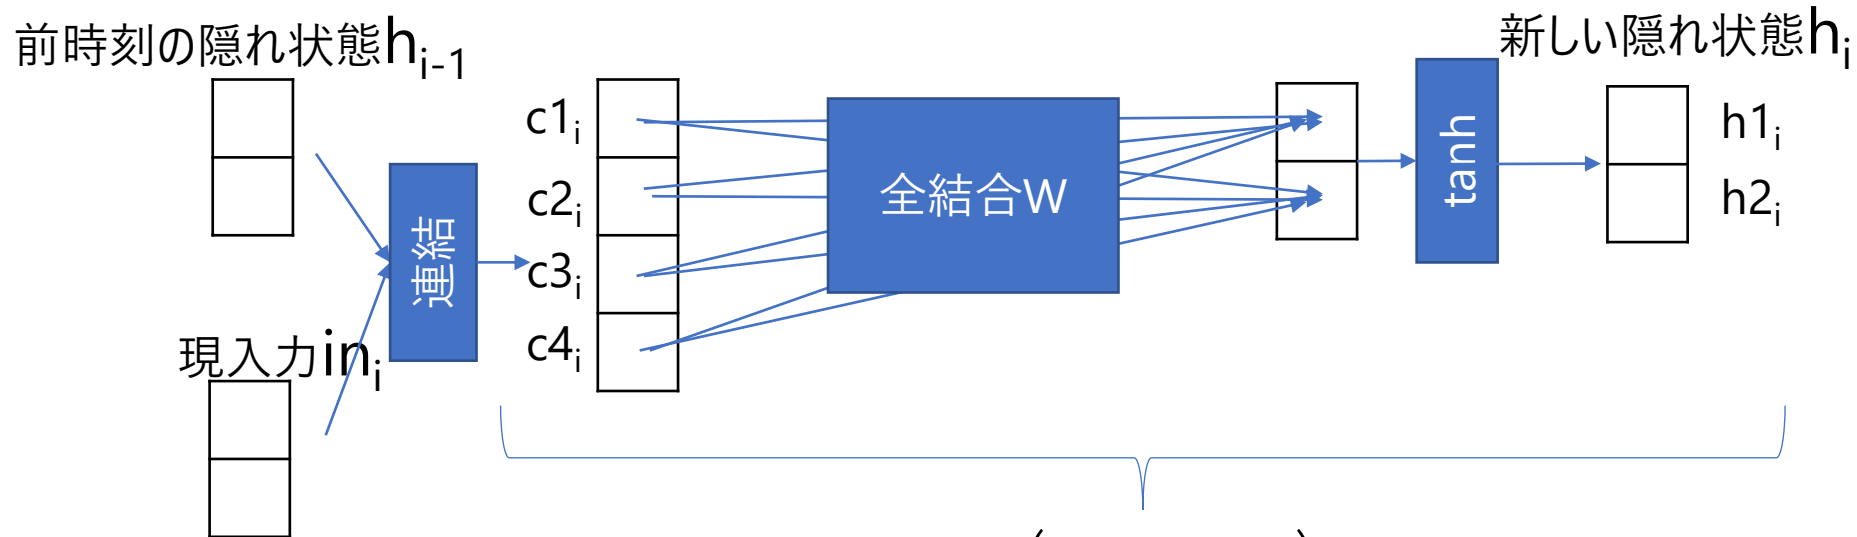 前時刻の隠れ状態hi-1
新しい隠れ状態hi
現入力ini
連結
c1i
c2i
c3i
c4i
全結合W
tanh
h1i
h2i